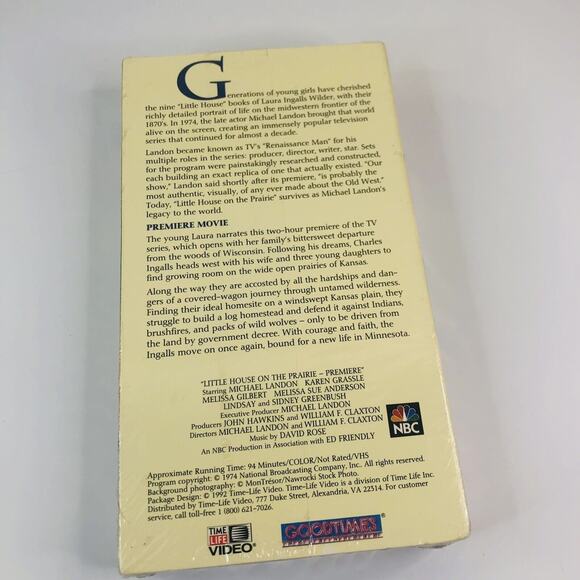 Generations of young girls have cherished
the nine "Little House" books of Laura Ingalls Wilder, with their
richly detailed portrait of life on the midwestern frontier of the
1870's. In 1974, the late actor Michael Landon brought that world
alive on the screen, creating an immensely popular television
series that continued for almost a decade.
Landon became known as TV's "Renaissance Man" for his
multiple roles in the series: producer, director, writer, star. Sets
for the program were painstakingly researched and constructed,
each building an exact replica of one that actually existed. "Our
show," Landon said shortly after its premiere, "is probably the
most authentic, visually, of any ever made about the Old West."
Today, "Little House on the Prairie" survives as Michael Landon's
legacy to the world.
PREMIERE MOVIE
The young Laura narrates this two-hour premiere of the TV
series, which opens with her family's bittersweet departure
from the woods of Wisconsin. Following his dreams, Charles
Ingalls heads west with his wife and three young daughters to
find growing room on the wide open prairies of Kansas.
Along the way they are accosted by all the hardships and dan-
gers of a covered-wagon journey through untamed wilderness.
Finding their ideal homesite on a windswept Kansas plain, they
struggle to build a log homestead and defend it against Indians,
brushfires, and packs of wild wolves – only to be driven from
the land by government decree. With courage and faith, the
Ingalls move on once again, bound for a new life in Minnesota.
"LITTLE HOUSE ON THE PRAIRIE – PREMIERE"
Starring MICHAEL LANDON KAREN GRASSLE
MELISSA GILBERT MELISSA SUE ANDERSON
LINDSAY and SIDNEY GREENBUSH
Executive Producer MICHAEL LANDON
Producers JOHN HAWKINS and WILLIAM F. CLAXTON
Directors MICHAEL LANDON and WILLIAM F. CLAXTON
Music by DAVID ROSE
An NBC Production in Association with ED FRIENDLY
NBC
Approximate Running Time: 94 Minutes/COLOR/Not Rated/VHS
Program copyright: © 1974 National Broadcasting Company, Inc. All rights reserved.
Background photography: © MonTrésor/Nawrocki Stock Photo.
Package Design: © 1992 Time-Life Video. Time-Life Video is a division of Time Life Inc.
Distributed by Time-Life Video, 777 Duke Street, Alexandria, VA 22514. For customer
service, call toll-free 1 (800) 621-7026.
TIME
LIFE
VIDEO
GOODTIMES